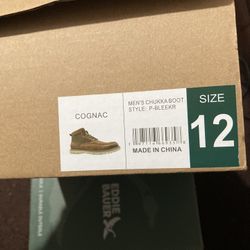 COGNAC
MEN'S CHUKKA BOOT
STYLE: P-BLEEKR
MADE IN CHINA
SIZE
12
EDDIE
BAUER